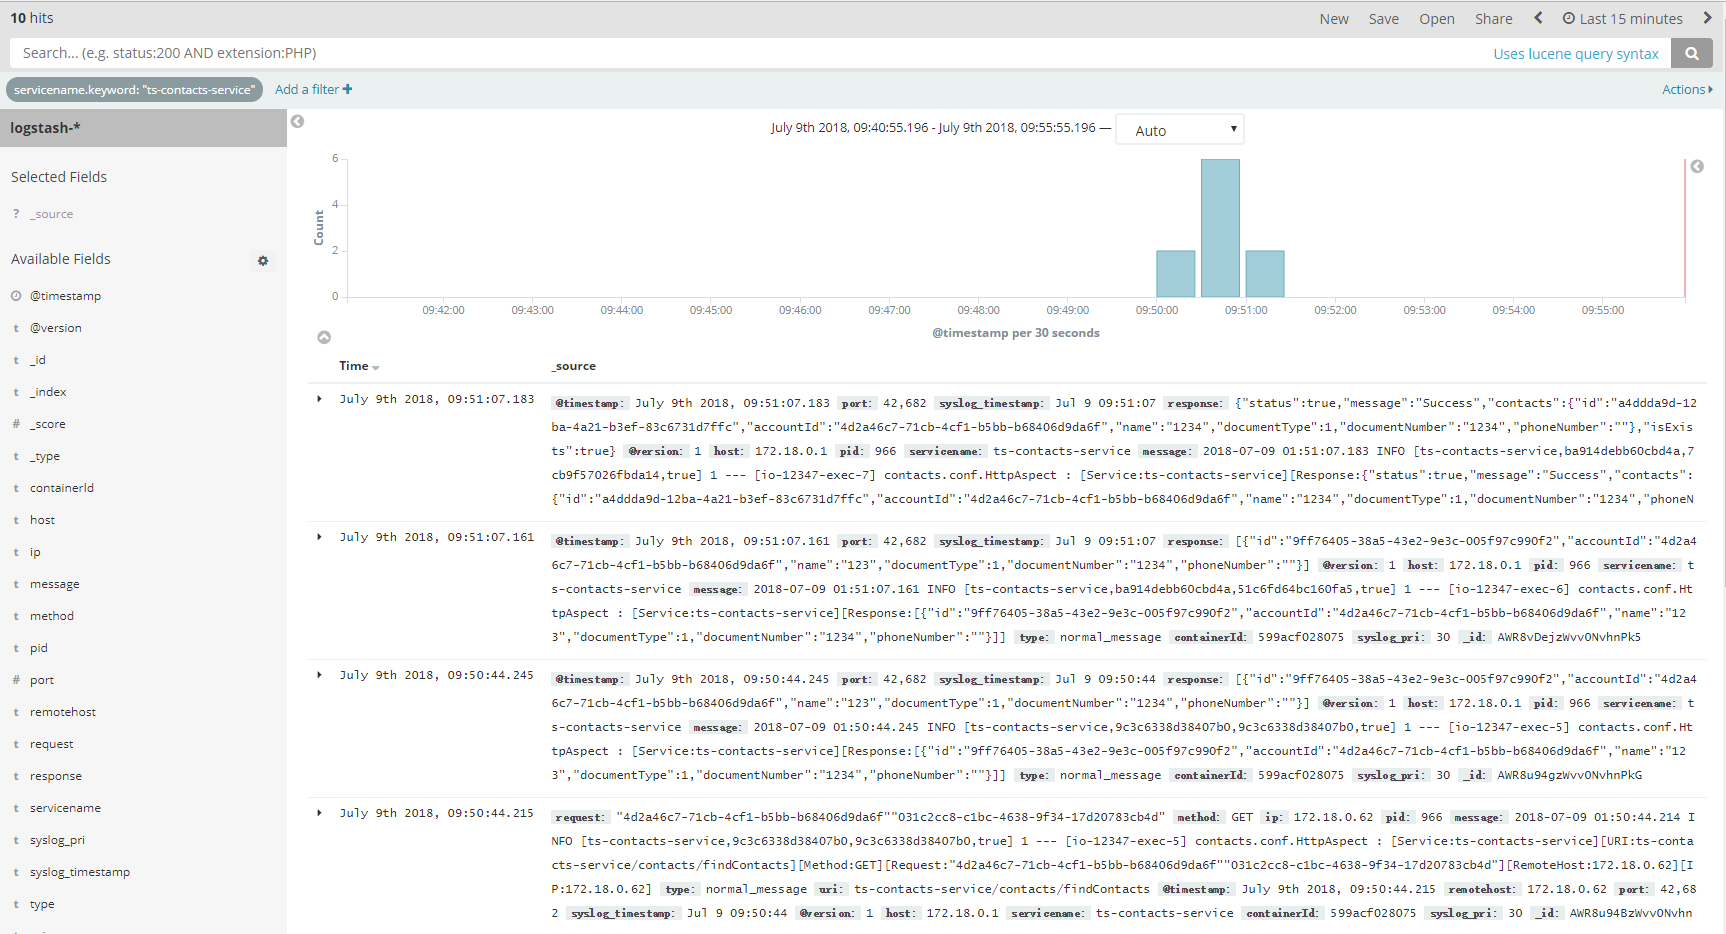 10 hits
New Save Open Share Last 15 minutes
Search... (e.g. status:200 AND extension:PHP) Uses lucene query syntax
servicename.keyword: "ts-contacts-service" Add a filter Actions
logstash-*
Selected Fields
? _source
Available Fields
@timestamp
t @version
t _id
t _index
# _score
t _type
t containerId
t host
t ip
t message
t method
t pid
# port
t remotehost
t request
t response
t servicename
t syslog_pri
t syslog_timestamp
t type
July 9th 2018, 09:40:55.196 - July 9th 2018, 09:55:55.196 — Auto
Count
6
4
2
0
09:42:00 09:43:00 09:44:00 09:45:00 09:46:00 09:47:00 09:48:00 09:49:00 09:50:00 09:51:00 09:52:00 09:53:00 09:54:00 09:55:00
@timestamp per 30 seconds
Time _source
July 9th 2018, 09:51:07.183
@timestamp: July 9th 2018, 09:51:07.183 port: 42,682 syslog_timestamp: Jul 9 09:51:07 response: {"status":true,"message":"Success","contacts":{"id":"a4ddda9d-12
ba-4a21-b3ef-83c6731d7ffc","accountId":"4d2a46c7-71cb-4cf1-b5bb-b68406d9da6f","name":"1234","documentType":1,"documentNumber":"1234","phoneNumber":""},"isExis
ts":true} @version: 1 host: 172.18.0.1 pid: 966 servicename: ts-contacts-service message: 2018-07-09 01:51:07.183 INFO [ts-contacts-service,ba914debb60cbd4a,7
cb9f57026fbda14,true] 1 --- [io-12347-exec-7] contacts.conf.HttpAspect : [Service:ts-contacts-service][Response:{"status":true,"message":"Success","contacts":
{"id":"a4ddda9d-12ba-4a21-b3ef-83c6731d7ffc","accountId":"4d2a46c7-71cb-4cf1-b5bb-b68406d9da6f","name":"1234","documentType":1,"documentNumber":"1234","phoneN
July 9th 2018, 09:51:07.161
@timestamp: July 9th 2018, 09:51:07.161 port: 42,682 syslog_timestamp: Jul 9 09:51:07 response: [{"id":"9ff76405-38a5-43e2-9e3c-005f97c990f2","accountId":"4d2a4
6c7-71cb-4cf1-b5bb-b68406d9da6f","name":"123","documentType":1,"documentNumber":"1234","phoneNumber":""}] @version: 1 host: 172.18.0.1 pid: 966 servicename: t
s-contacts-service message: 2018-07-09 01:51:07.161 INFO [ts-contacts-service,ba914debb60cbd4a,51c6fd64bc160fa5,true] 1 --- [io-12347-exec-6] contacts.conf.Ht
tpAspect : [Service:ts-contacts-service][Response:[{"id":"9ff76405-38a5-43e2-9e3c-005f97c990f2","accountId":"4d2a46c7-71cb-4cf1-b5bb-b68406d9da6f","name":"12
3","documentType":1,"documentNumber":"1234","phoneNumber":""}]] type: normal_message containerId: 599acf028075 syslog_pri: 30 _id: AWR8vDejzWvvONvhnPk5
July 9th 2018, 09:50:44.245
@timestamp: July 9th 2018, 09:50:44.245 port: 42,682 syslog_timestamp: Jul 9 09:50:44 response: [{"id":"9ff76405-38a5-43e2-9e3c-005f97c990f2","accountId":"4d2a4
6c7-71cb-4cf1-b5bb-b68406d9da6f","name":"123","documentType":1,"documentNumber":"1234","phoneNumber":""}] @version: 1 host: 172.18.0.1 pid: 966 servicename: t
s-contacts-service message: 2018-07-09 01:50:44.245 INFO [ts-contacts-service,9c3c6338d38407b0,9c3c6338d38407b0,true] 1 --- [io-12347-exec-5] contacts.conf.Ht
tpAspect : [Service:ts-contacts-service][Response:[{"id":"9ff76405-38a5-43e2-9e3c-005f97c990f2","accountId":"4d2a46c7-71cb-4cf1-b5bb-b68406d9da6f","name":"12
3","documentType":1,"documentNumber":"1234","phoneNumber":""}]] type: normal_message containerId: 599acf028075 syslog_pri: 30 _id: AWR8u94gzWvvONvhnPkG
July 9th 2018, 09:50:44.215
request: "4d2a46c7-71cb-4cf1-b5bb-b68406d9da6f""031c2cc8-c1bc-4638-9f34-17d20783cb4d" method: GET ip: 172.18.0.62 pid: 966 message: 2018-07-09 01:50:44.214 I
NFO [ts-contacts-service,9c3c6338d38407b0,9c3c6338d38407b0,true] 1 --- [io-12347-exec-5] contacts.conf.HttpAspect : [Service:ts-contacts-service][URI:ts-conta
cts-service/contacts/findContacts][Method:GET][Request:"4d2a46c7-71cb-4cf1-b5bb-b68406d9da6f""031c2cc8-c1bc-4638-9f34-17d20783cb4d"][RemoteHost:172.18.0.62][I
P:172.18.0.62] type: normal_message uri: ts-contacts-service/contacts/findContacts @timestamp: July 9th 2018, 09:50:44.215 remotehost: 172.18.0.62 port: 42,68
2 syslog_timestamp: Jul 9 09:50:44 @version: 1 host: 172.18.0.1 servicename: ts-contacts-service containerId: 599acf028075 syslog_pri: 30 _id: AWR8u94BzWvvONvhn